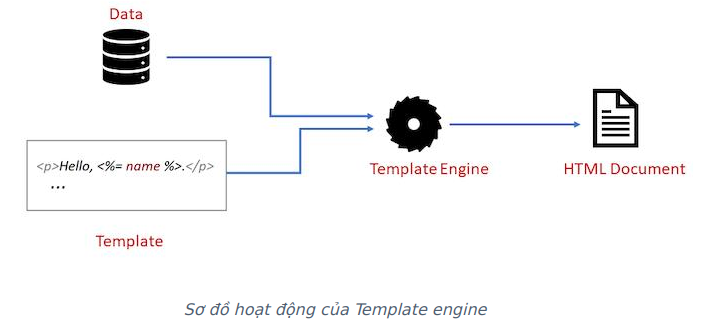 Data
<p>Hello, <%= name %>.</p>
...
Template
Template Engine
HTML Document
Sơ đồ hoạt động của Template engine